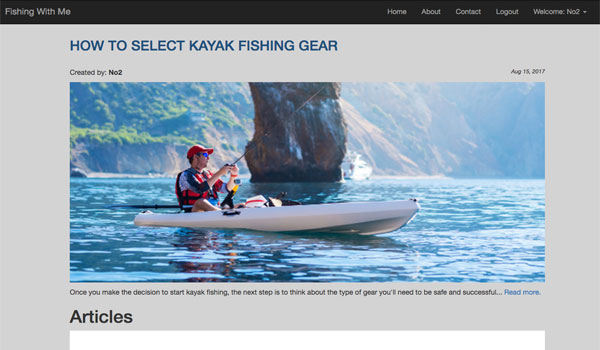 Fishing With Me Home About Contact Logout Welcome: No2
HOW TO SELECT KAYAK FISHING GEAR
Created by: No2 Aug 15, 2017
Once you make the decision to start kayak fishing, the next step is to think about the type of gear you'll need to be safe and successful... Read more.
Articles